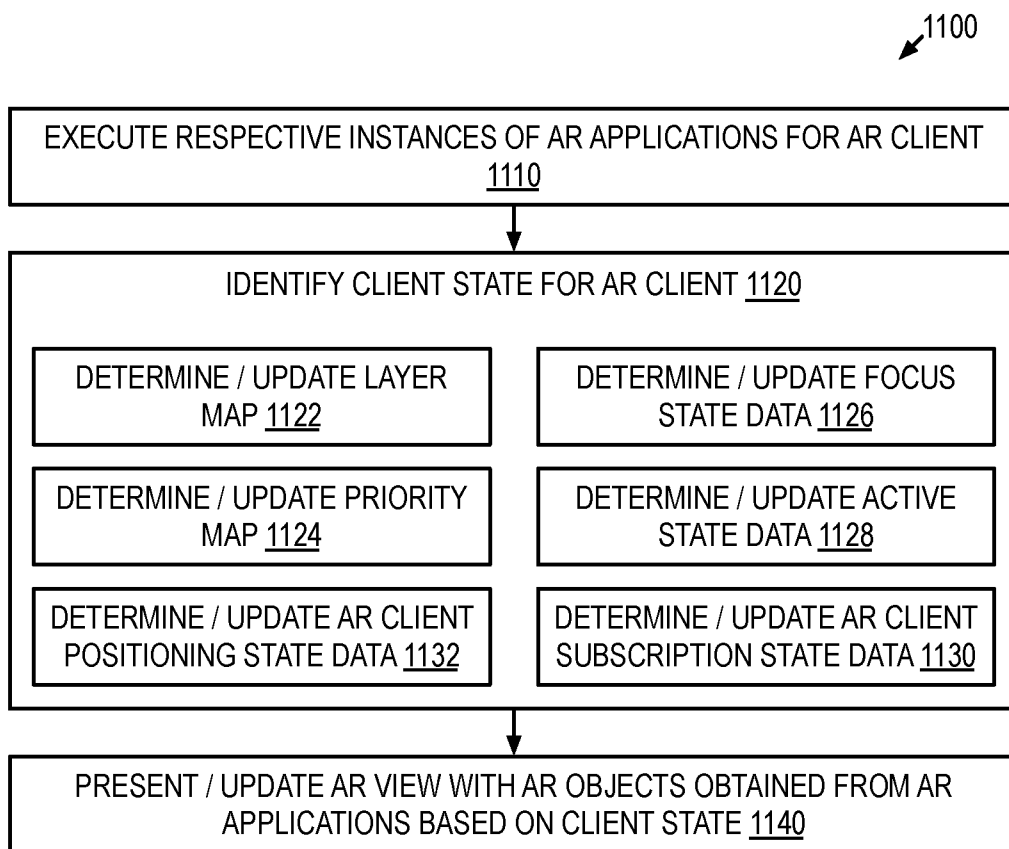 1100
EXECUTE RESPECTIVE INSTANCES OF AR APPLICATIONS FOR AR CLIENT
1110
IDENTIFY CLIENT STATE FOR AR CLIENT 1120
DETERMINE / UPDATE LAYER
MAP 1122
DETERMINE / UPDATE FOCUS
STATE DATA 1126
DETERMINE / UPDATE PRIORITY
MAP 1124
DETERMINE / UPDATE ACTIVE
STATE DATA 1128
DETERMINE / UPDATE AR CLIENT
POSITIONING STATE DATA 1132
DETERMINE / UPDATE AR CLIENT
SUBSCRIPTION STATE DATA 1130
PRESENT / UPDATE AR VIEW WITH AR OBJECTS OBTAINED FROM AR
APPLICATIONS BASED ON CLIENT STATE 1140